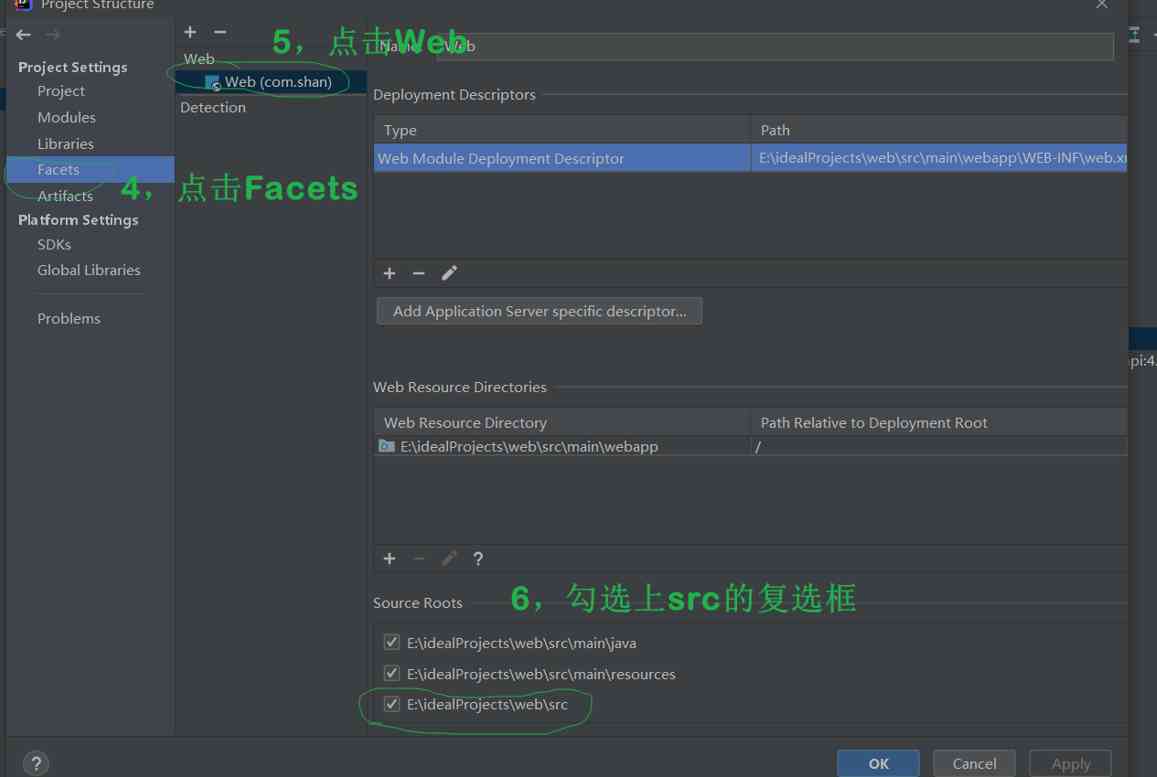 Project Structure
Project Settings
Project
Modules
Libraries
Facets
Artifacts
4，点击Facets
Platform Settings
SDKs
Global Libraries
Problems
Web
Web (com.shan)
Detection
5，点击Web
Web
Deployment Descriptors
Type Path
Web Module Deployment Descriptor E:\idealProjects\web\src\main\webapp\WEB-INF\web.x
Add Application Server specific descriptor...
Web Resource Directories
Web Resource Directory Path Relative to Deployment Root
E:\idealProjects\web\src\main\webapp /
Source Roots
6，勾选上src的复选框
E:\idealProjects\web\src\main\java
E:\idealProjects\web\src\main\resources
E:\idealProjects\web\src
OK Cancel Apply